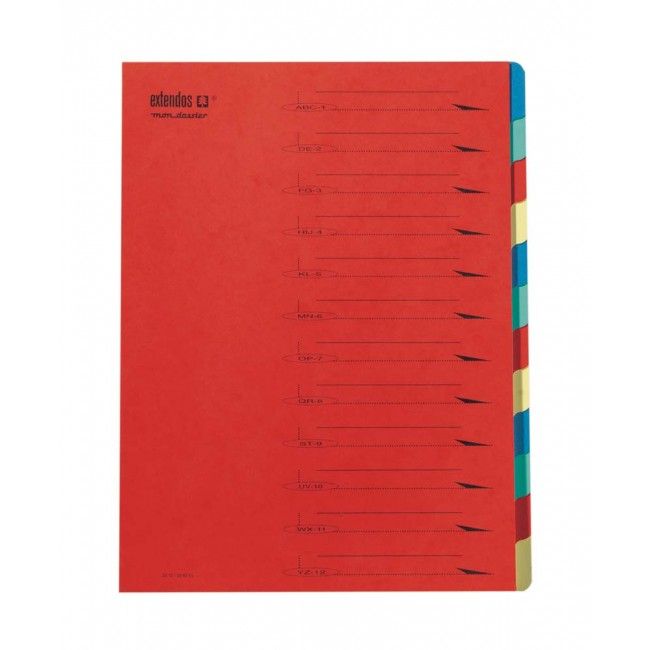 extendos ®
mon dossier
ABC-1
DE-2
FG-3
HIJ-4
KL-5
MN-6
OP-7
QR-8
ST-9
UV-10
WX-11
YZ-12